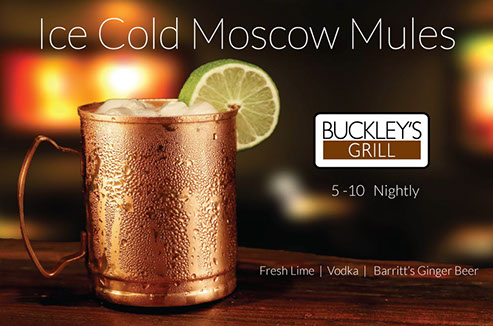 Ice Cold Moscow Mules
BUCKLEY'S
GRILL
5-10 Nightly
Fresh Lime | Vodka | Barritt's Ginger Beer